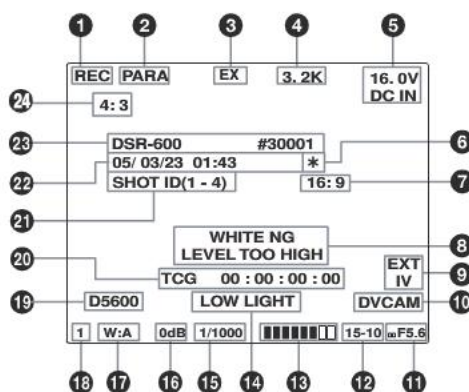 1 2 3 4 5
REC PARA EX 3. 2K 16. 0V
DC IN
24 4: 3
23 DSR-600 #30001 6
22 05/ 03/23 01:43 *
21 SHOT ID(1 - 4) 16: 9 7
WHITE NG
LEVEL TOO HIGH 8
20 TCG 00 : 00 : 00 : 00 EXT
IV 9
19 D5600 LOW LIGHT DVCAM 10
1 W:A 0dB 1/1000 15-10 ∞F5.6
18 17 16 15 14 13 12 11